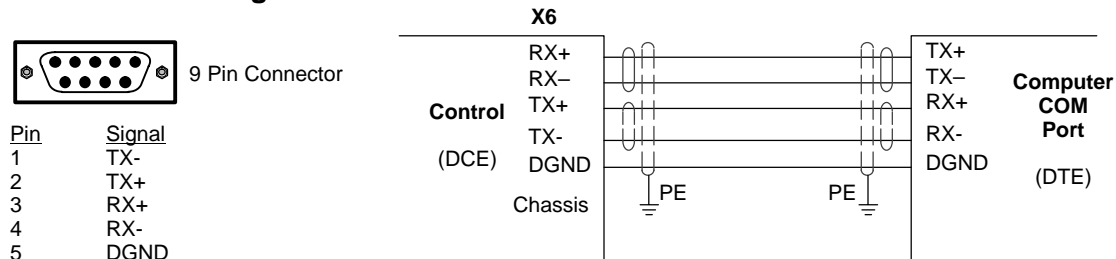 X6
9 Pin Connector
Pin Signal
1 TX-
2 TX+
3 RX+
4 RX-
5 DGND
Control
(DCE)
RX+
RX–
TX+
TX-
DGND
Chassis
PE
PE
TX+
TX–
RX+
RX-
DGND
Computer
COM
Port
(DTE)